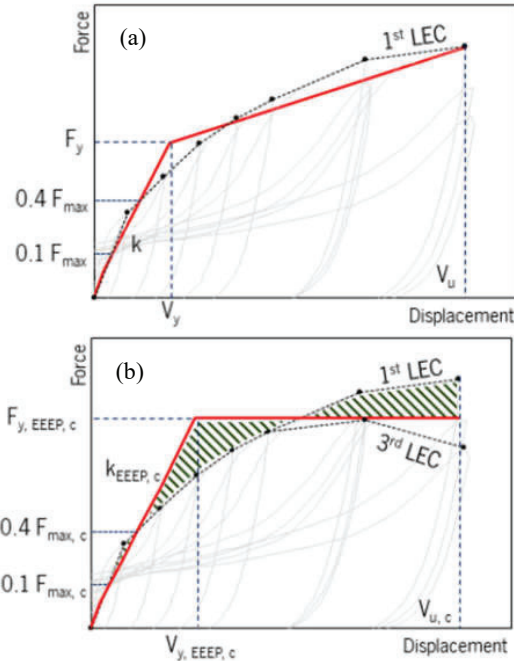 Force
(a)
1st LEC
Fy
0.4 Fmax
k
0.1 Fmax
Vu
Vy
Displacement
Force
(b)
1st LEC
Fy, EEEP, c
3rd LEC
kEEEP, c
0.4 Fmax, c
0.1 Fmax, c
Vu, c
Vy, EEEP, c
Displacement